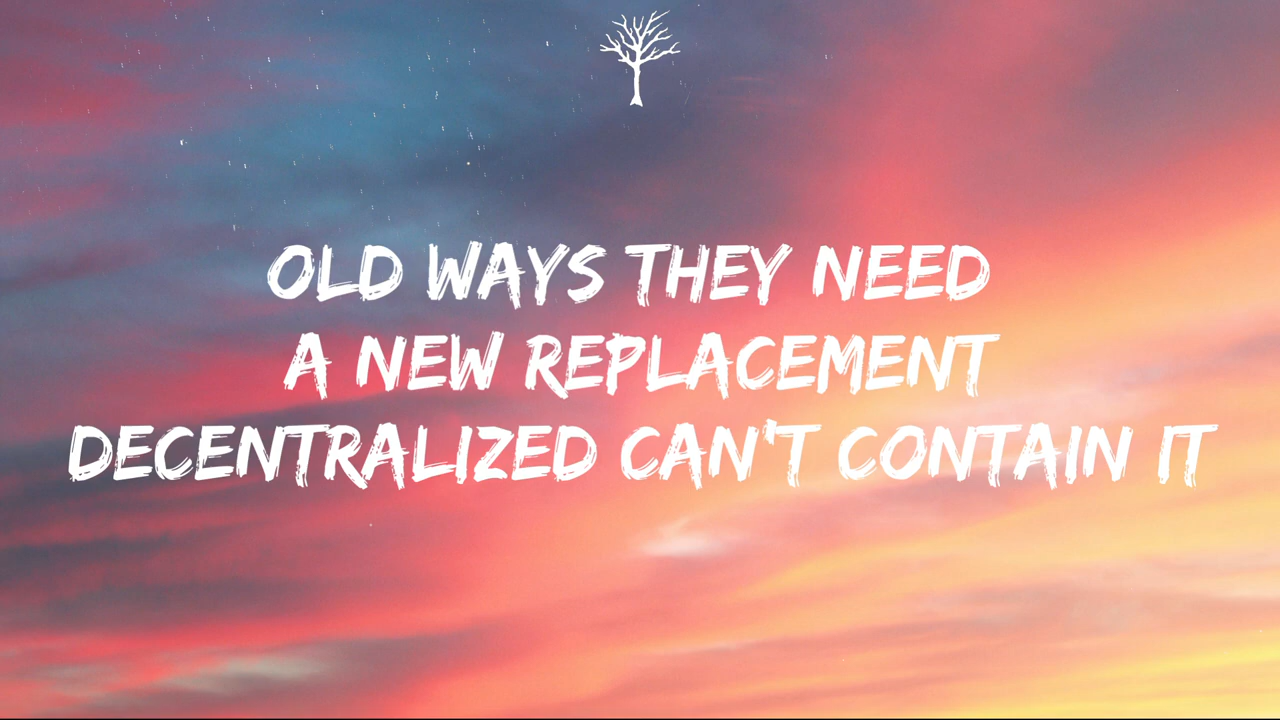 OLD WAYS THEY NEED
A NEW REPLACEMENT
DECENTRALIZED CAN'T CONTAIN IT